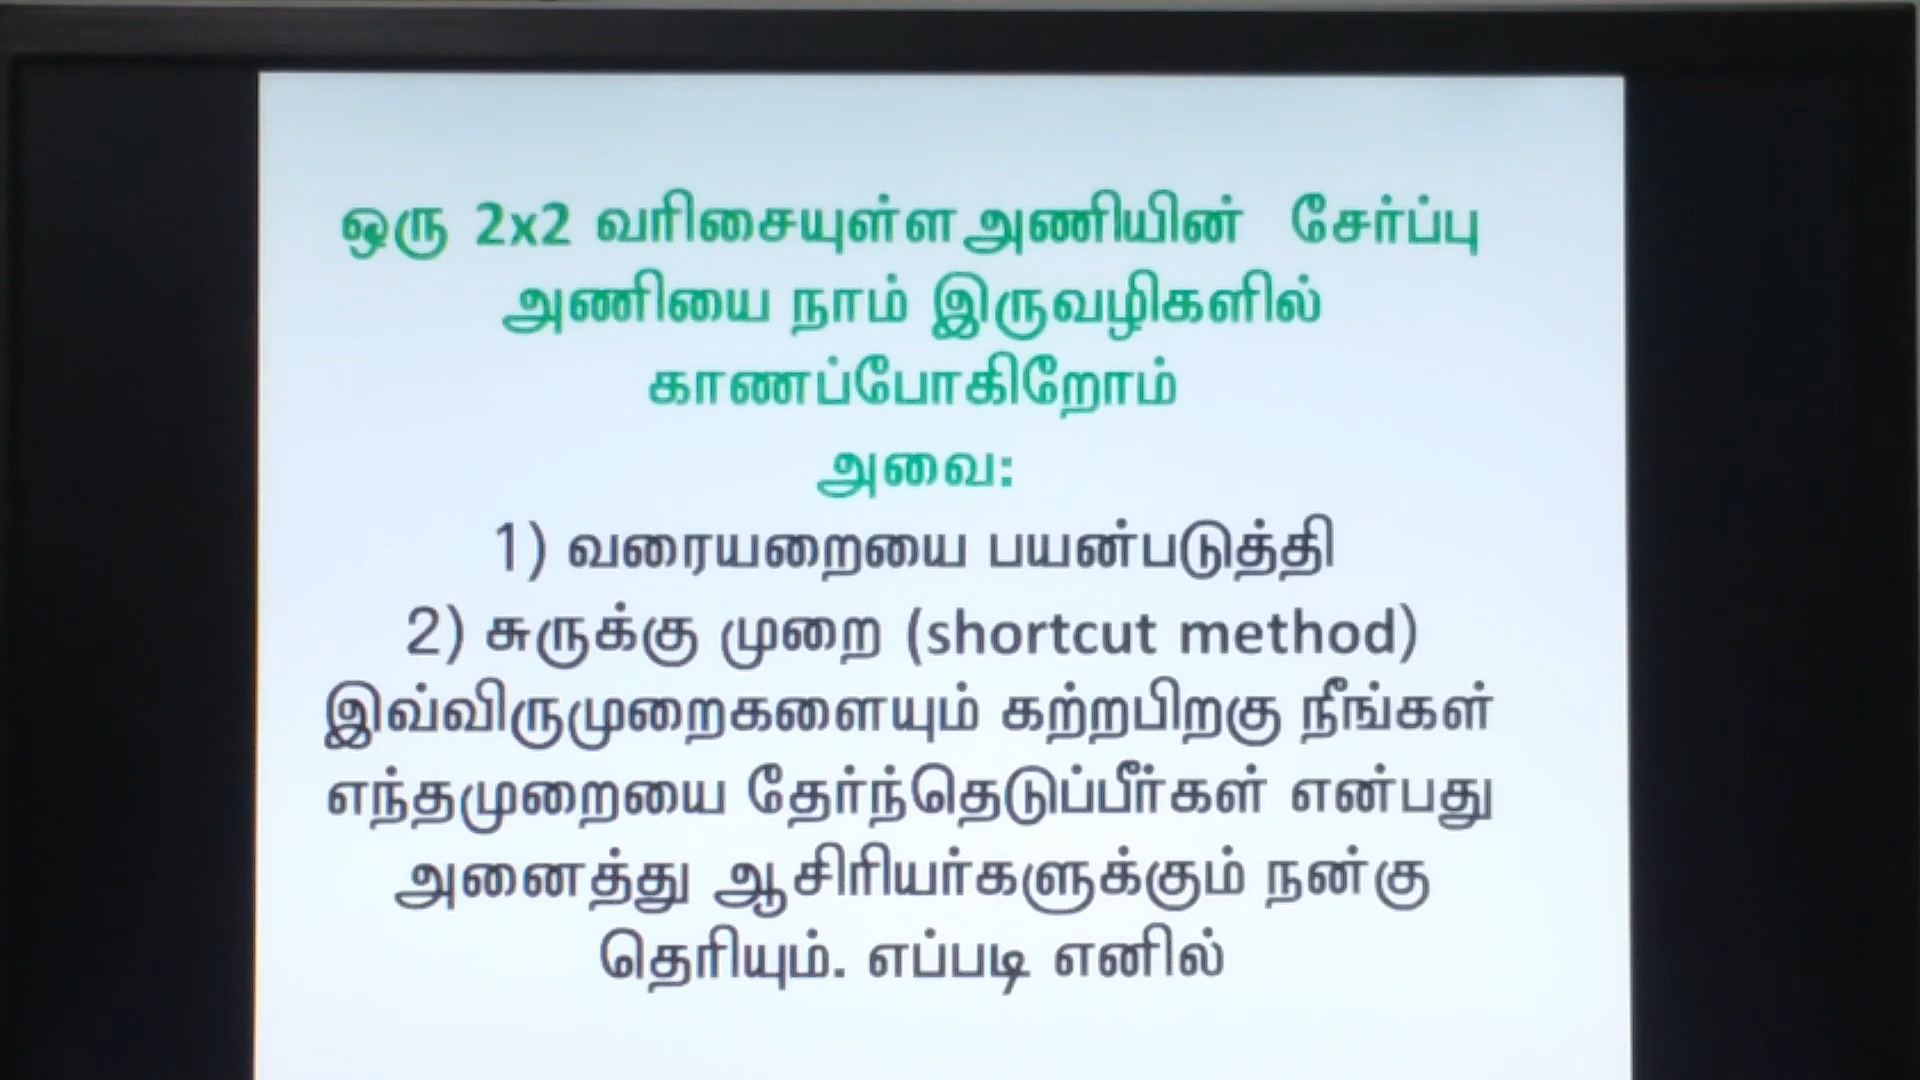 ஒரு 2x2 வரிசையுள்ள அணியின் சேர்ப்பு
அணியை நாம் இருவழிகளில்
காணப்போகிறோம்
அவை:
1) வரையறையை பயன்படுத்தி
2) சுருக்கு முறை (shortcut method)
இவ்விருமுறைகளையும் கற்றபிறகு நீங்கள்
எந்தமுறையை தேர்ந்தெடுப்பீர்கள் என்பது
அனைத்து ஆசிரியர்களுக்கும் நன்கு
தெரியும். எப்படி எனில்